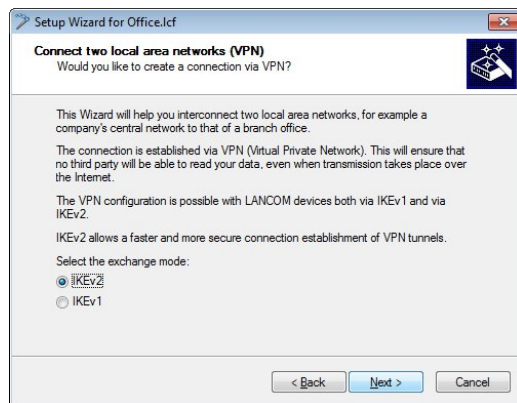 Setup Wizard for Office.lcf
Connect two local area networks (VPN)
Would you like to create a connection via VPN?
This Wizard will help you interconnect two local area networks, for example a
company's central network to that of a branch office.
The connection is established via VPN (Virtual Private Network). This will ensure that
no third party will be able to read your data, even when transmission takes place over
the Internet.
The VPN configuration is possible with LANCOM devices both via IKEv1 and via
IKEv2.
IKEv2 allows a faster and more secure connection establishment of VPN tunnels.
Select the exchange mode:
IKEv2
IKEv1
< Back Next > Cancel